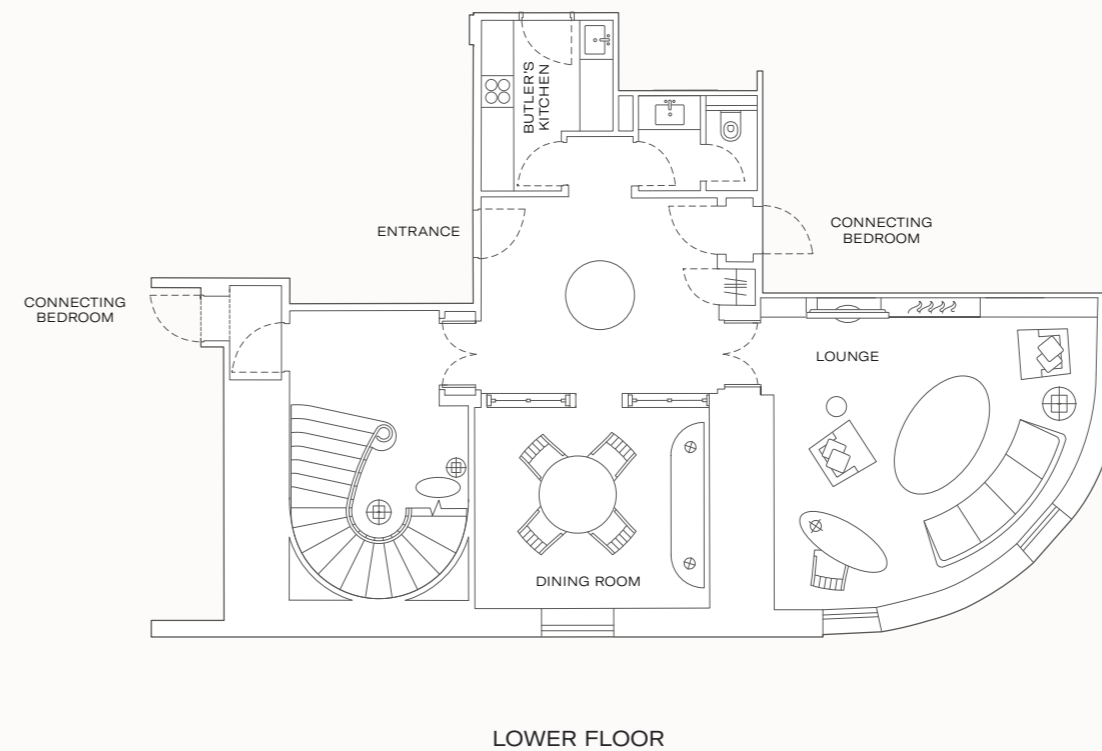 BUTLER'S
KITCHEN
ENTRANCE
CONNECTING
BEDROOM
CONNECTING
BEDROOM
LOUNGE
DINING ROOM
LOWER FLOOR